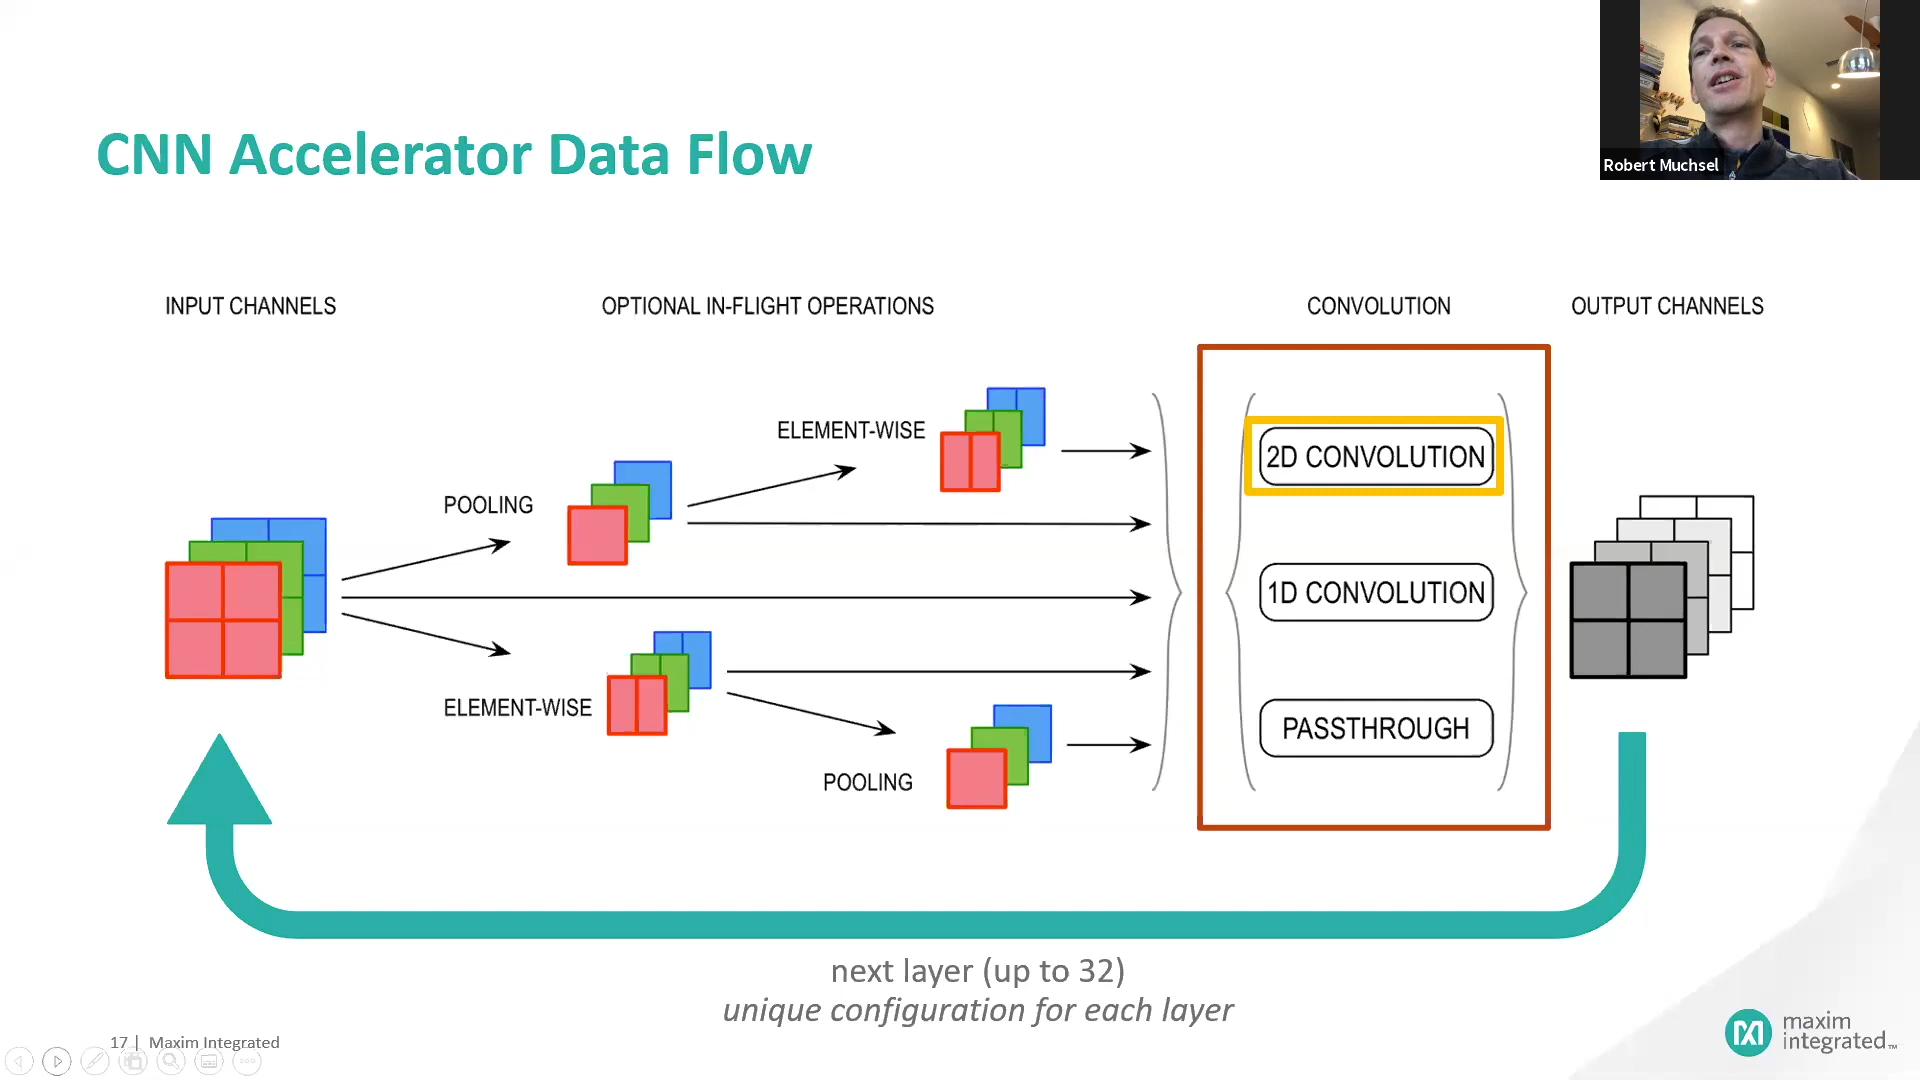 Robert Muchsel
CNN Accelerator Data Flow
INPUT CHANNELS
OPTIONAL IN-FLIGHT OPERATIONS
CONVOLUTION
OUTPUT CHANNELS
ELEMENT-WISE
2D CONVOLUTION
POOLING
1D CONVOLUTION
ELEMENT-WISE
PASSTHROUGH
POOLING
next layer (up to 32)
unique configuration for each layer
17 | Maxim Integrated
maxim
integrated™